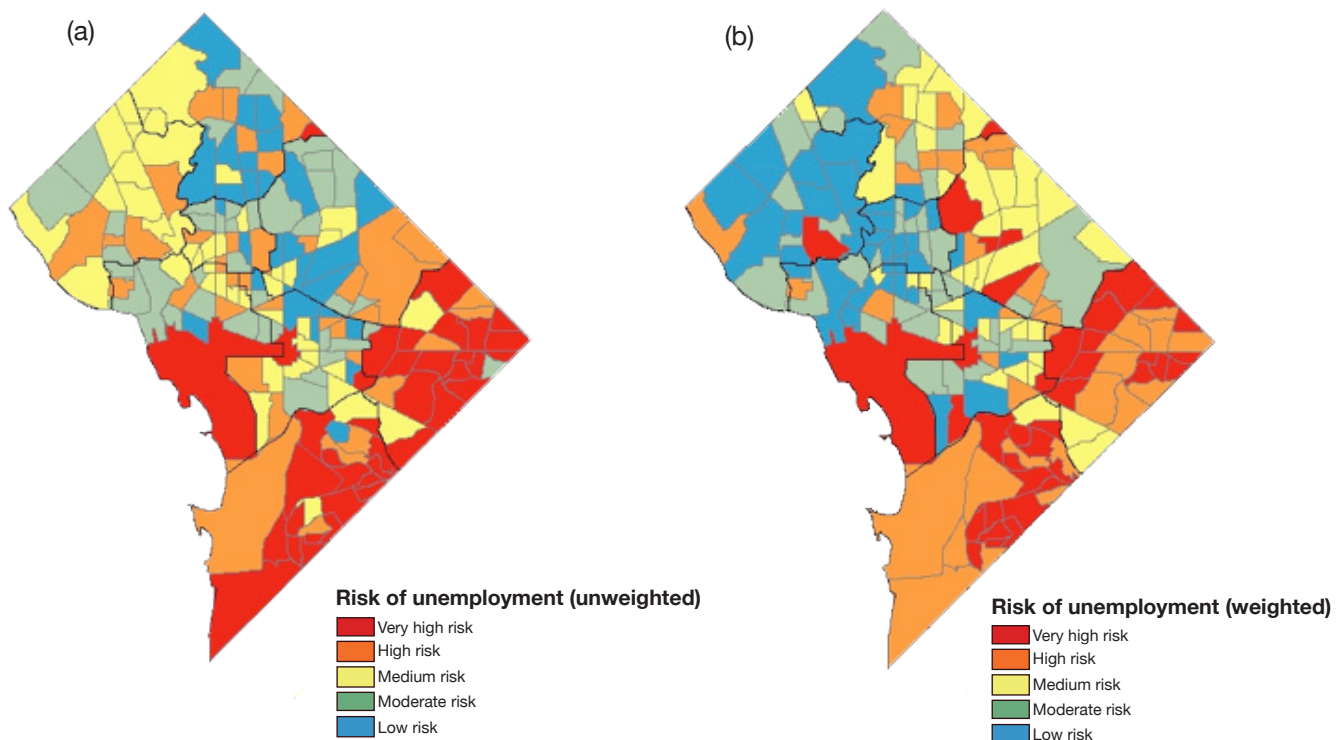 (a)
(b)
Risk of unemployment (unweighted)
Very high risk
High risk
Medium risk
Moderate risk
Low risk
Risk of unemployment (weighted)
Very high risk
High risk
Medium risk
Moderate risk
Low risk